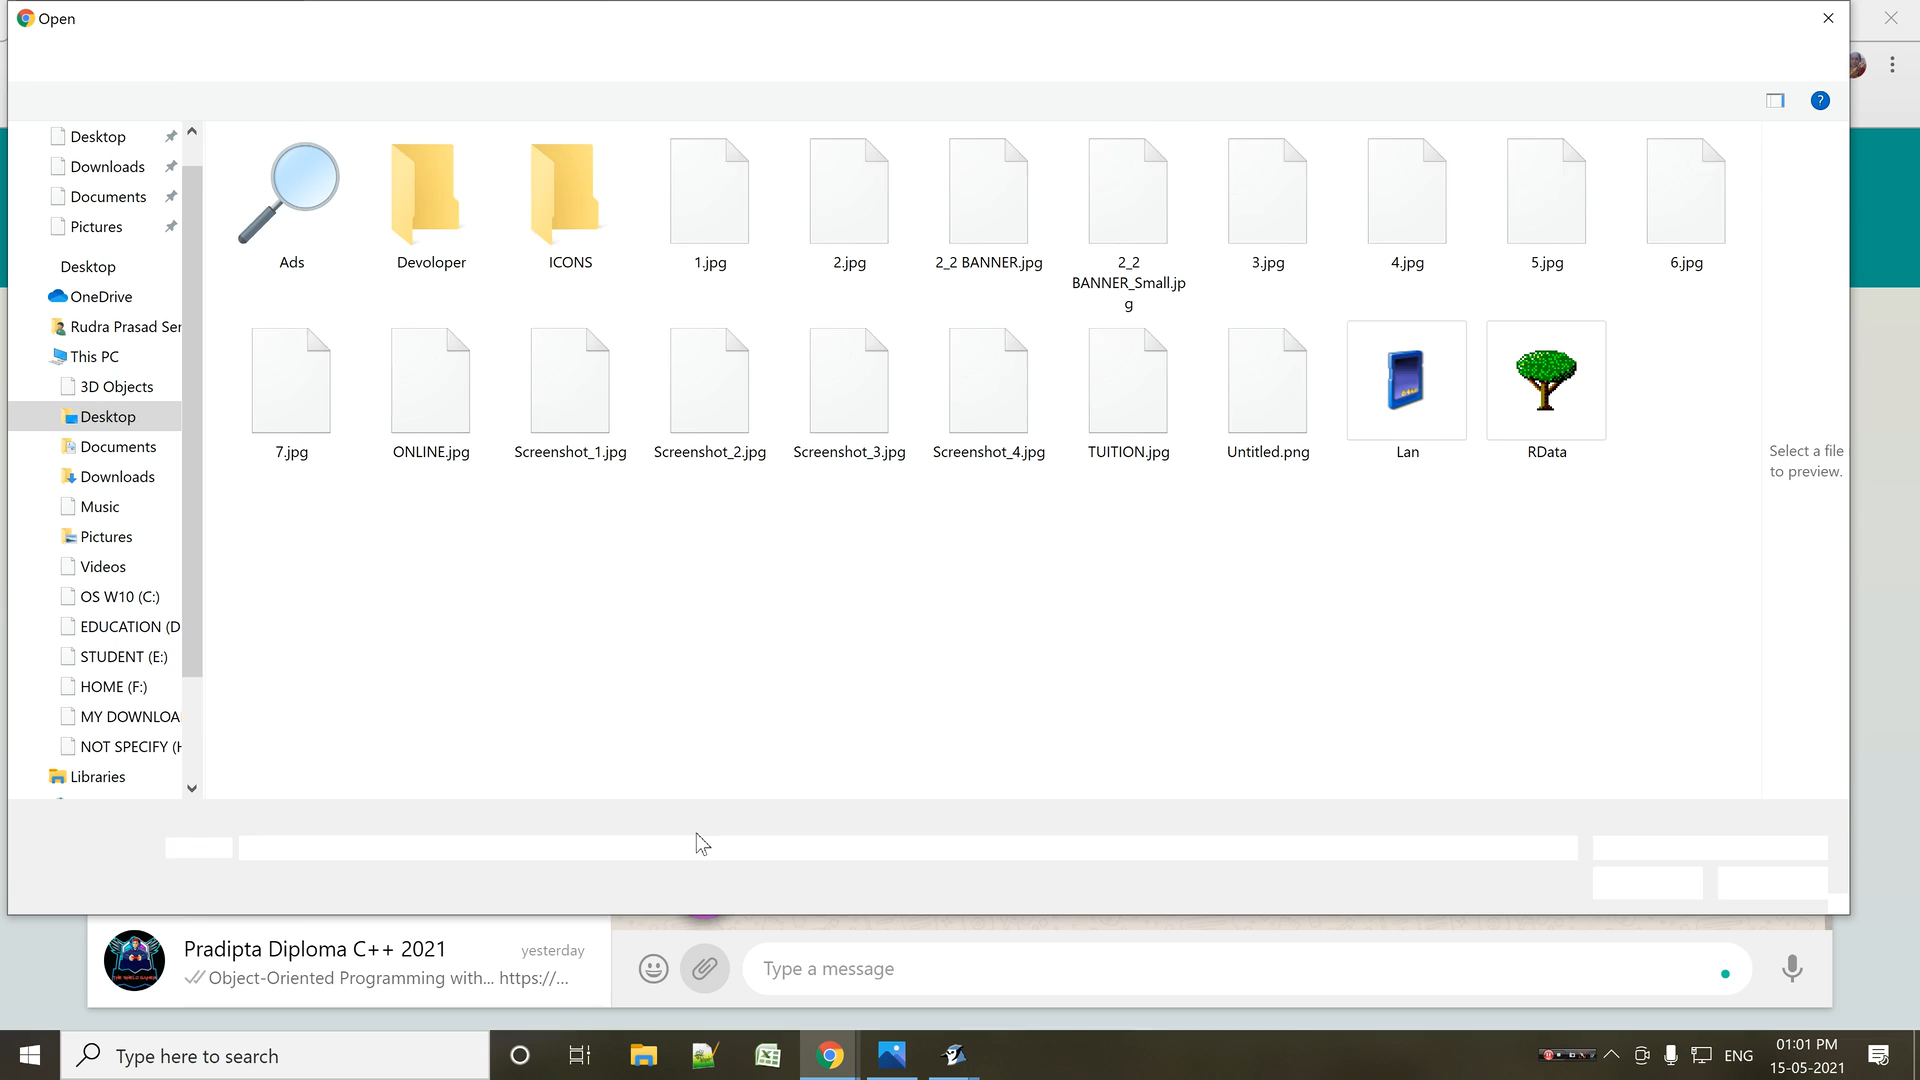 Open
?
Desktop
Downloads
Documents
Pictures
Desktop
OneDrive
Rudra Prasad Ser
This PC
3D Objects
Desktop
Documents
Downloads
Music
Pictures
Videos
OS W10 (C:)
EDUCATION (D
STUDENT (E:)
HOME (F:)
MY DOWNLOA
NOT SPECIFY (H
Libraries
Ads
Devoloper
ICONS
1.jpg
2.jpg
2_2 BANNER.jpg
2_2
BANNER_Small.jp
g
3.jpg
4.jpg
5.jpg
6.jpg
7.jpg
ONLINE.jpg
Screenshot_1.jpg
Screenshot_2.jpg
Screenshot_3.jpg
Screenshot_4.jpg
TUITION.jpg
Untitled.png
Lan
RData
Select a file
to preview.
Pradipta Diploma C++ 2021
yesterday
Object-Oriented Programming with... https://...
Type a message
Type here to search
ENG
01:01 PM
15-05-2021